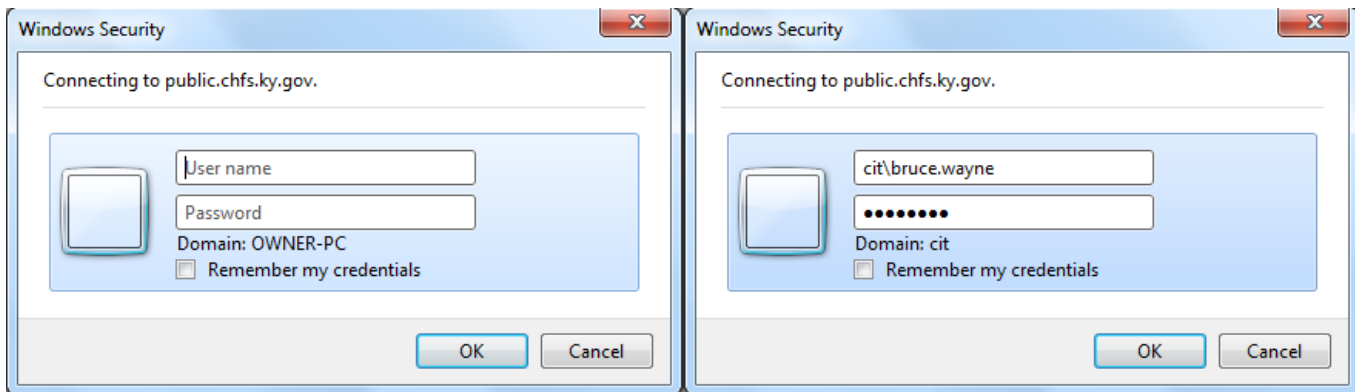 Windows Security
Connecting to public.chfs.ky.gov.
User name
Password
Domain: OWNER-PC
Remember my credentials
OK
Cancel
Windows Security
Connecting to public.chfs.ky.gov.
cit\bruce.wayne
●●●●●●●●
Domain: cit
Remember my credentials
OK
Cancel